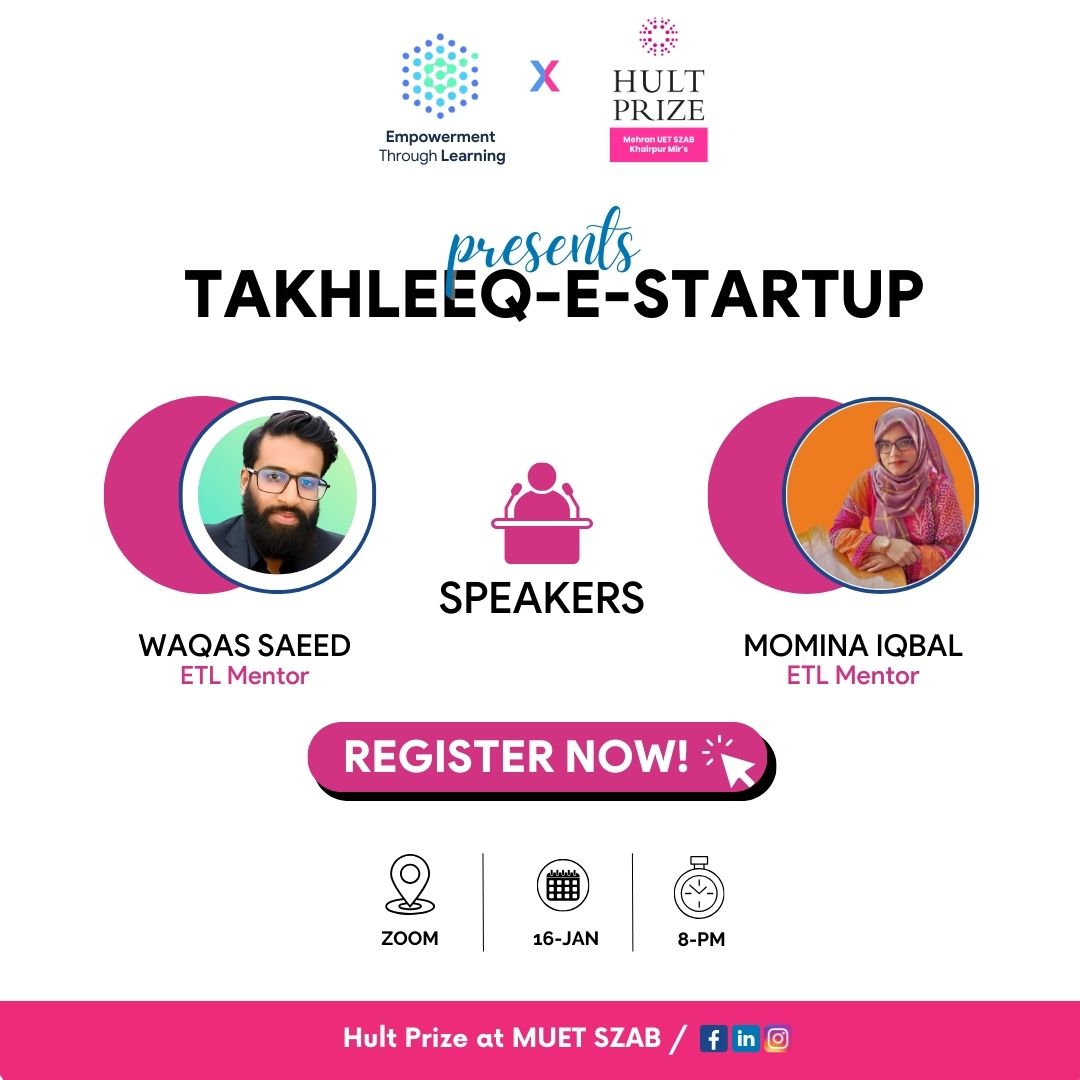 Empowerment
Through Learning
X
HULT
PRIZE
Mehran UET SZAB
Khairpur Mir's
presents
TAKHLEEQ-E-STARTUP
SPEAKERS
WAQAS SAEED
ETL Mentor
MOMINA IQBAL
ETL Mentor
REGISTER NOW!
ZOOM
16-JAN
8-PM
Hult Prize at MUET SZAB / f in